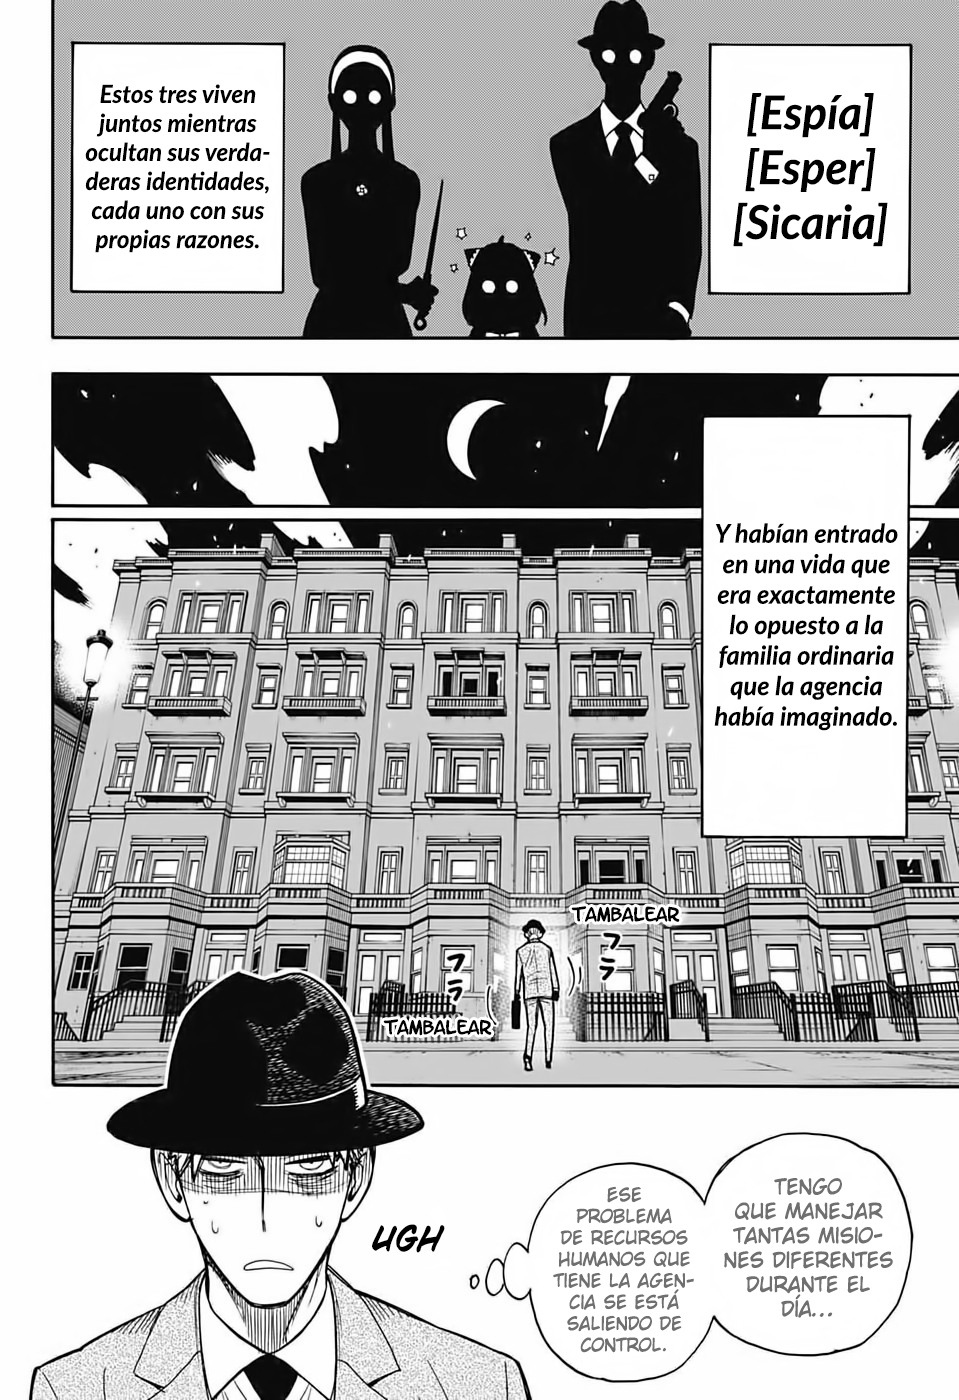 [Espía]
[Esper]
[Sicaria]
Estos tres viven
juntos mientras
ocultan sus verda-
deras identidades,
cada uno con sus
propias razones.
Y habían entrado
en una vida que
era exactamente
lo opuesto a la
familia ordinaria
que la agencia
había imaginado.
TAMBALEAR
フラ
フラ
TAMBALEAR
TENGO
QUE MANEJAR
TANTAS MISIO-
NES DIFERENTES
DURANTE EL
DÍA...
ESE
PROBLEMA
DE RECURSOS
HUMANOS QUE
TIENE LA AGEN-
CIA SE ESTÁ
SALIENDO DE
CONTROL.
UGH